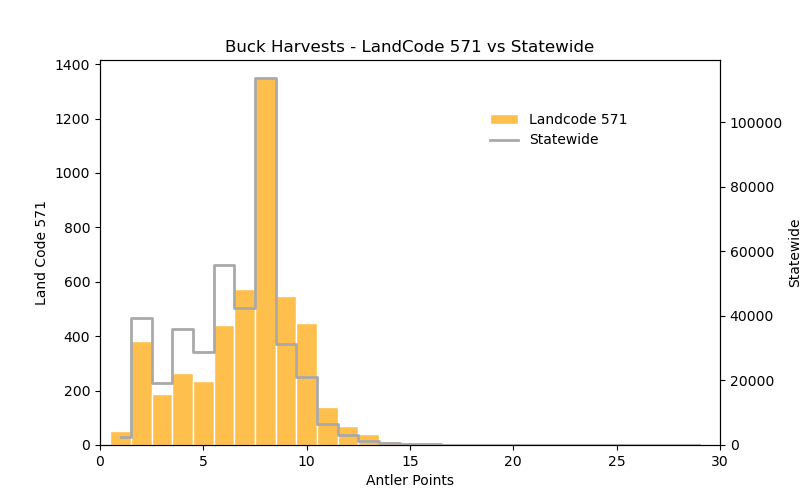 Buck Harvests - LandCode 571 vs Statewide
1400
1200
1000
800
600
400
200
0
Land Code 571
Landcode 571
Statewide
100000
80000
60000
40000
20000
0
Statewide
0 5 10 15 20 25 30
Antler Points